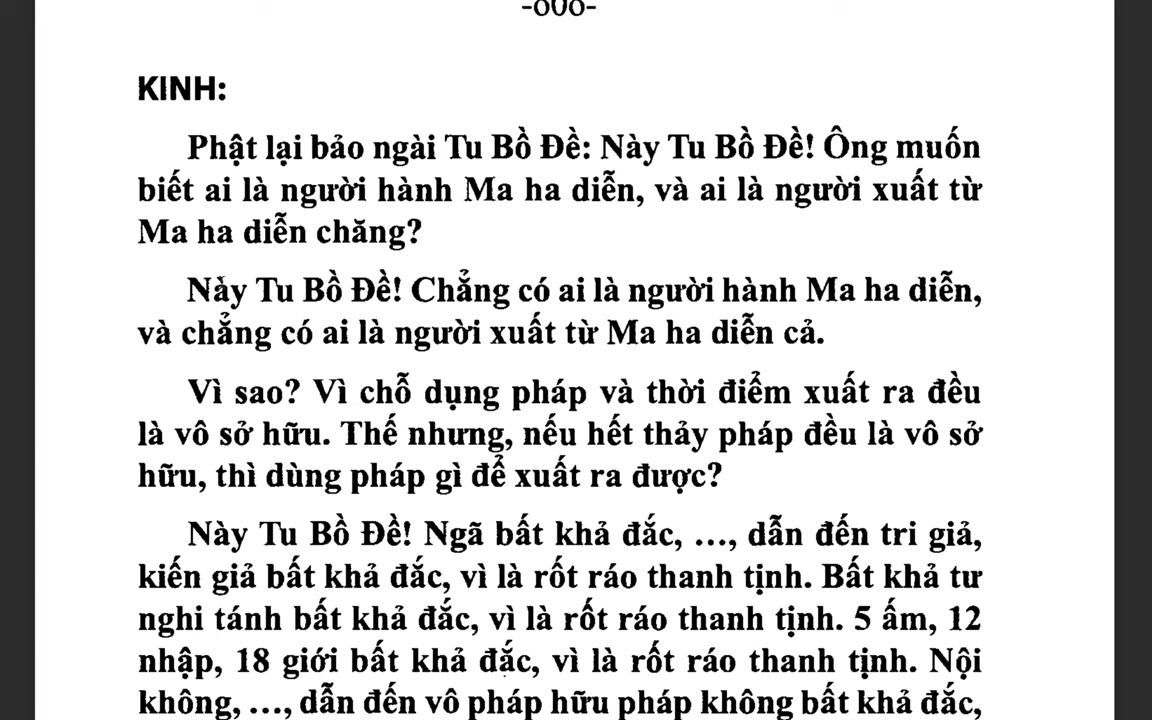 -o0o-
KINH:
Phật lại bảo ngài Tu Bồ Đề: Này Tu Bồ Đề! Ông muốn
biết ai là người hành Ma ha diễn, và ai là người xuất từ
Ma ha diễn chăng?
Này Tu Bồ Đề! Chẳng có ai là người hành Ma ha diễn,
và chẳng có ai là người xuất từ Ma ha diễn cả.
Vì sao? Vì chỗ dụng pháp và thời điểm xuất ra đều
là vô sở hữu. Thế nhưng, nếu hết thảy pháp đều là vô sở
hữu, thì dùng pháp gì để xuất ra được?
Này Tu Bồ Đề! Ngã bất khả đắc, ..., dẫn đến tri giả,
kiến giả bất khả đắc, vì là rốt ráo thanh tịnh. Bất khả tư
nghi tánh bất khả đắc, vì là rốt ráo thanh tịnh. 5 ấm, 12
nhập, 18 giới bất khả đắc, vì là rốt ráo thanh tịnh. Nội
không, ..., dẫn đến vô pháp hữu pháp không bất khả đắc,